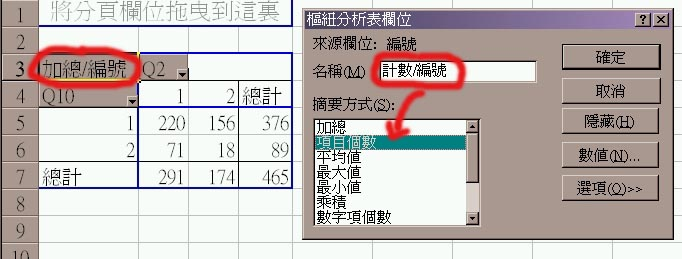 1 將分頁欄位拖曳到這裏
2
3 加總/編號 Q2
4 Q10 1 2 總計
5 1 220 156 376
6 2 71 18 89
7 總計 291 174 465
8
9
10
樞紐分析表欄位
來源欄位: 編號
名稱(M) 計數/編號
摘要方式(S):
加總
項目個數
平均值
最大值
最小值
乘積
數字項個數
確定
取消
隱藏(H)
數值(N)...
選項(O)>>